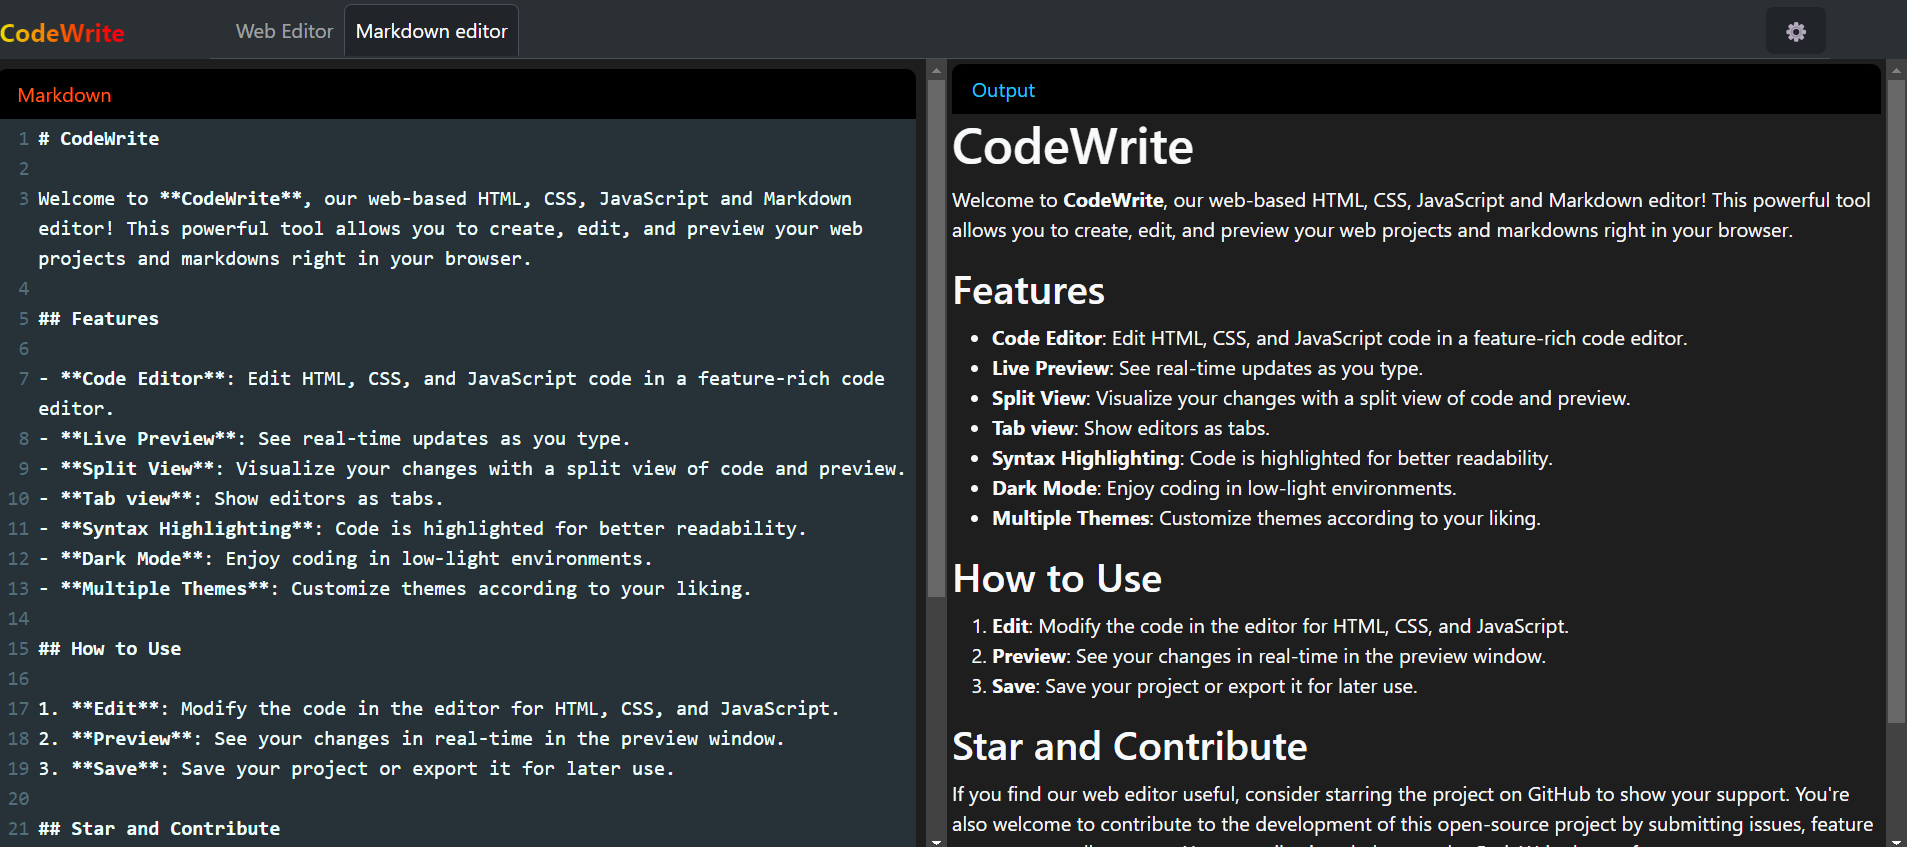 CodeWrite
Web Editor
Markdown editor
Markdown
1 # CodeWrite
2
3 Welcome to **CodeWrite**, our web-based HTML, CSS, JavaScript and Markdown
editor! This powerful tool allows you to create, edit, and preview your web
projects and markdowns right in your browser.
4
5 ## Features
6
7 - **Code Editor**: Edit HTML, CSS, and JavaScript code in a feature-rich code
editor.
8 - **Live Preview**: See real-time updates as you type.
9 - **Split View**: Visualize your changes with a split view of code and preview.
10 - **Tab view**: Show editors as tabs.
11 - **Syntax Highlighting**: Code is highlighted for better readability.
12 - **Dark Mode**: Enjoy coding in low-light environments.
13 - **Multiple Themes**: Customize themes according to your liking.
14
15 ## How to Use
16
17 1. **Edit**: Modify the code in the editor for HTML, CSS, and JavaScript.
18 2. **Preview**: See your changes in real-time in the preview window.
19 3. **Save**: Save your project or export it for later use.
20
21 ## Star and Contribute
Output
CodeWrite
Welcome to CodeWrite, our web-based HTML, CSS, JavaScript and Markdown editor! This powerful tool
allows you to create, edit, and preview your web projects and markdowns right in your browser.
Features
• Code Editor: Edit HTML, CSS, and JavaScript code in a feature-rich code editor.
• Live Preview: See real-time updates as you type.
• Split View: Visualize your changes with a split view of code and preview.
• Tab view: Show editors as tabs.
• Syntax Highlighting: Code is highlighted for better readability.
• Dark Mode: Enjoy coding in low-light environments.
• Multiple Themes: Customize themes according to your liking.
How to Use
1. Edit: Modify the code in the editor for HTML, CSS, and JavaScript.
2. Preview: See your changes in real-time in the preview window.
3. Save: Save your project or export it for later use.
Star and Contribute
If you find our web editor useful, consider starring the project on GitHub to show your support. You're
also welcome to contribute to the development of this open-source project by submitting issues, feature